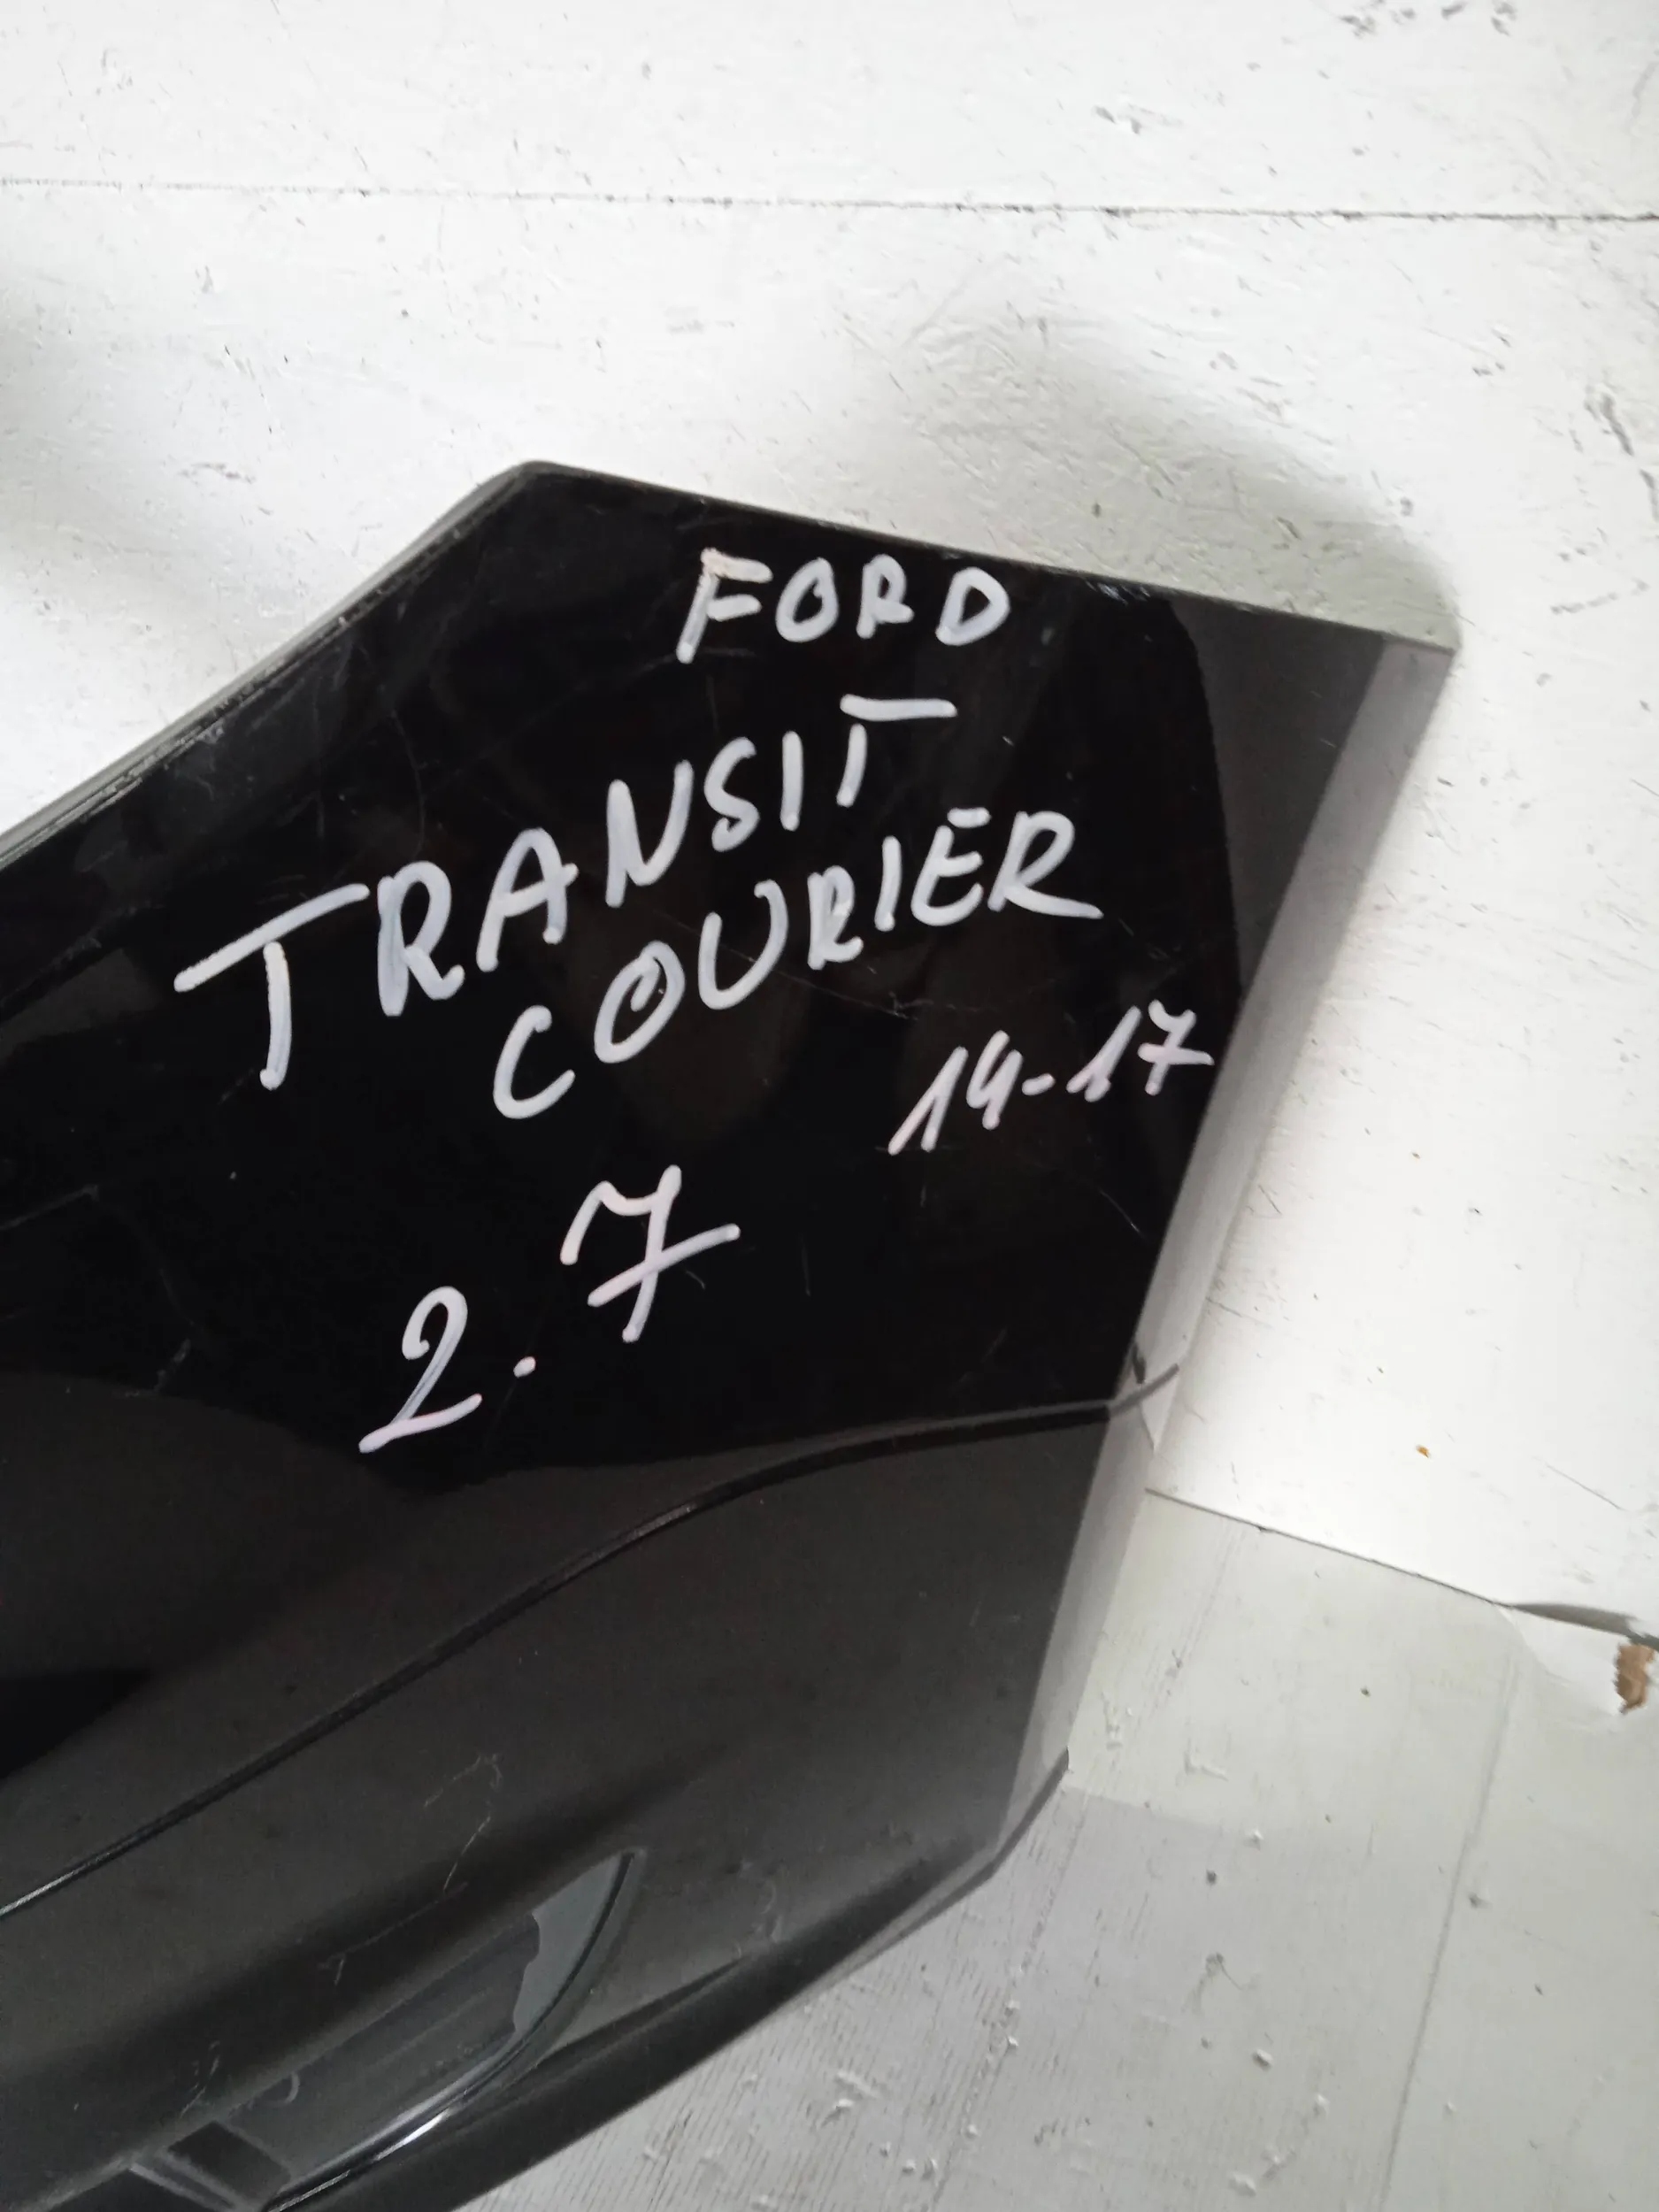 FORD
TRANSIT
COURIER
14-17
2.7